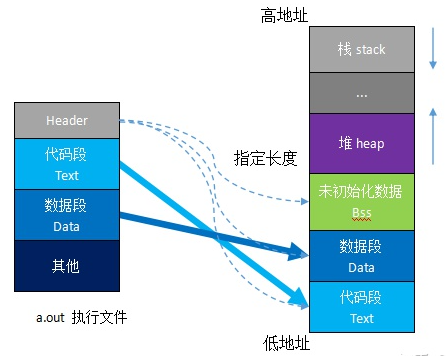 高地址
栈 stack
...
堆 heap
指定长度
未初始化数据
Bss
数据段
Data
代码段
Text
低地址
Header
代码段
Text
数据段
Data
其他
a.out 执行文件